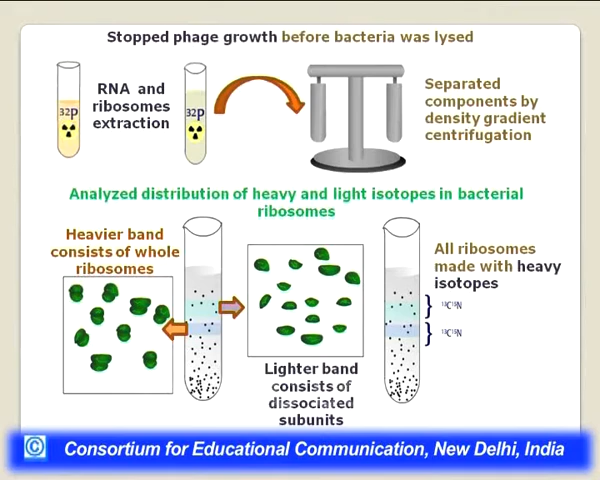 Stopped phage growth before bacteria was lysed
32P
RNA and
ribosomes
extraction
32P
Separated
components by
density gradient
centrifugation
Analyzed distribution of heavy and light isotopes in bacterial
ribosomes
Heavier band
consists of whole
ribosomes
All ribosomes
made with heavy
isotopes
¹³C¹⁵N
¹³C¹⁵N
Lighter band
consists of
dissociated
subunits
© Consortium for Educational Communication, New Delhi, India